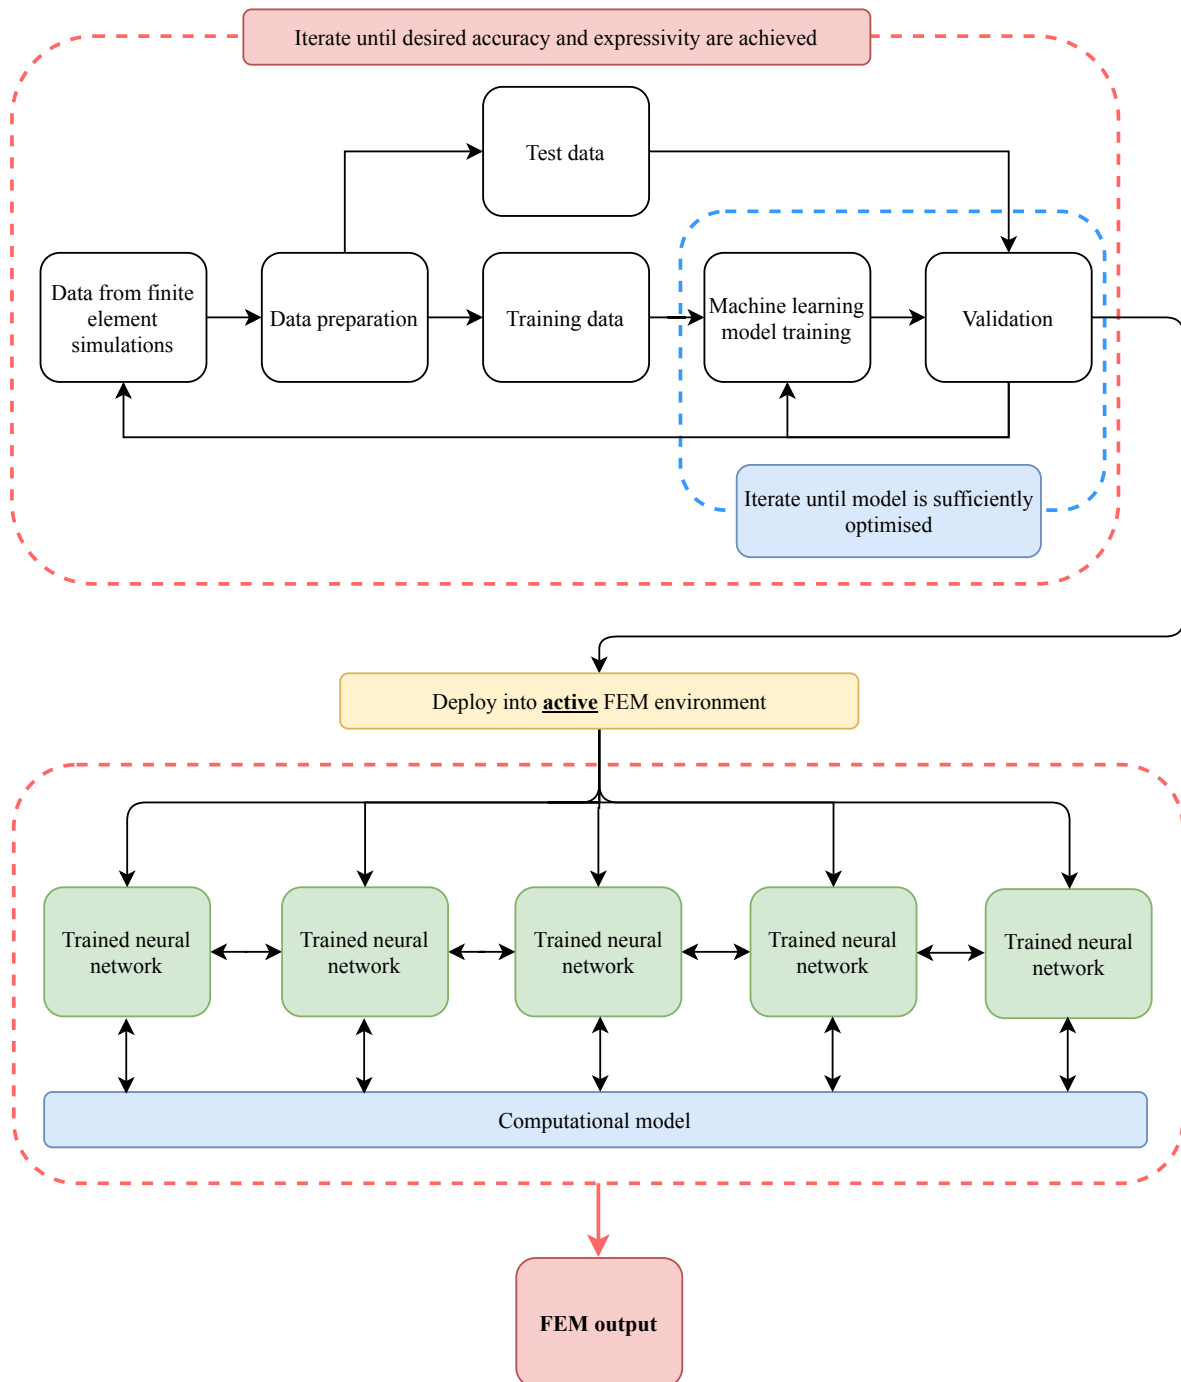 Iterate until desired accuracy and expressivity are achieved
Test data
Data from finite
element
simulations
Data preparation
Training data
Machine learning
model training
Validation
Iterate until model is sufficiently
optimised
Deploy into active FEM environment
Trained neural
network
Trained neural
network
Trained neural
network
Trained neural
network
Trained neural
network
Computational model
FEM output